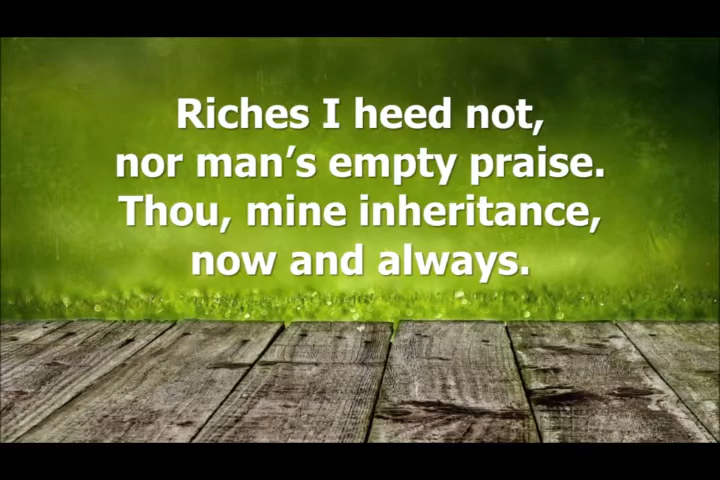 Riches I heed not,
nor man’s empty praise.
Thou, mine inheritance,
now and always.